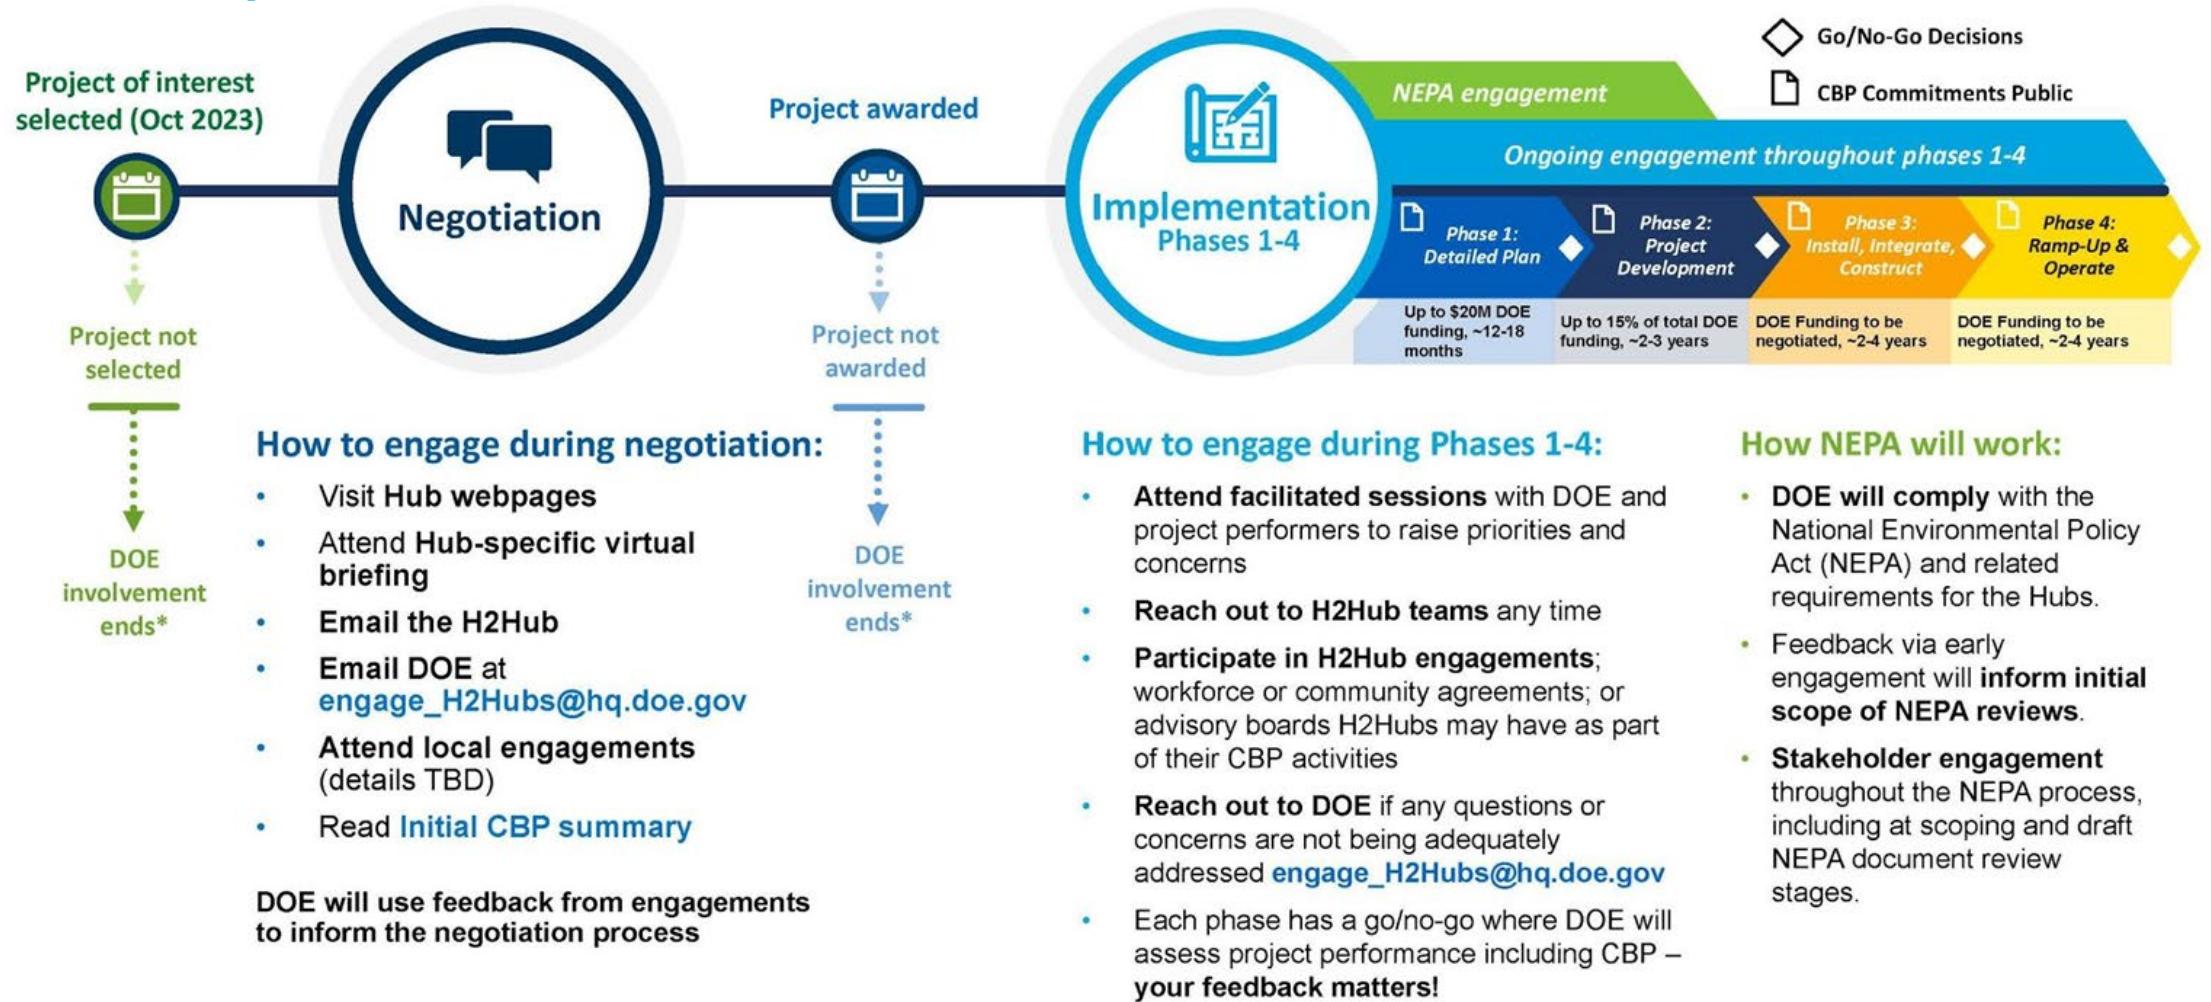 Go/No-Go Decisions
CBP Commitments Public
Project of interest
selected (Oct 2023)
Negotiation
Project awarded
Implementation
Phases 1-4
NEPA engagement
Ongoing engagement throughout phases 1-4
Phase 1:
Detailed Plan
Phase 2:
Project
Development
Phase 3:
Install, Integrate,
Construct
Phase 4:
Ramp-Up &
Operate
Up to $20M DOE
funding, ~12-18
months
Up to 15% of total DOE
funding, ~2-3 years
DOE Funding to be
negotiated, ~2-4 years
DOE Funding to be
negotiated, ~2-4 years
Project not
selected
DOE
involvement
ends*
Project not
awarded
DOE
involvement
ends*
How to engage during negotiation:
• Visit Hub webpages
• Attend Hub-specific virtual
briefing
• Email the H2Hub
• Email DOE at
engage_H2Hubs@hq.doe.gov
• Attend local engagements
(details TBD)
• Read Initial CBP summary
DOE will use feedback from engagements
to inform the negotiation process
How to engage during Phases 1-4:
• Attend facilitated sessions with DOE and
project performers to raise priorities and
concerns
• Reach out to H2Hub teams any time
• Participate in H2Hub engagements;
workforce or community agreements; or
advisory boards H2Hubs may have as part
of their CBP activities
• Reach out to DOE if any questions or
concerns are not being adequately
addressed engage_H2Hubs@hq.doe.gov
• Each phase has a go/no-go where DOE will
assess project performance including CBP –
your feedback matters!
How NEPA will work:
• DOE will comply with the
National Environmental Policy
Act (NEPA) and related
requirements for the Hubs.
• Feedback via early
engagement will inform initial
scope of NEPA reviews.
• Stakeholder engagement
throughout the NEPA process,
including at scoping and draft
NEPA document review
stages.